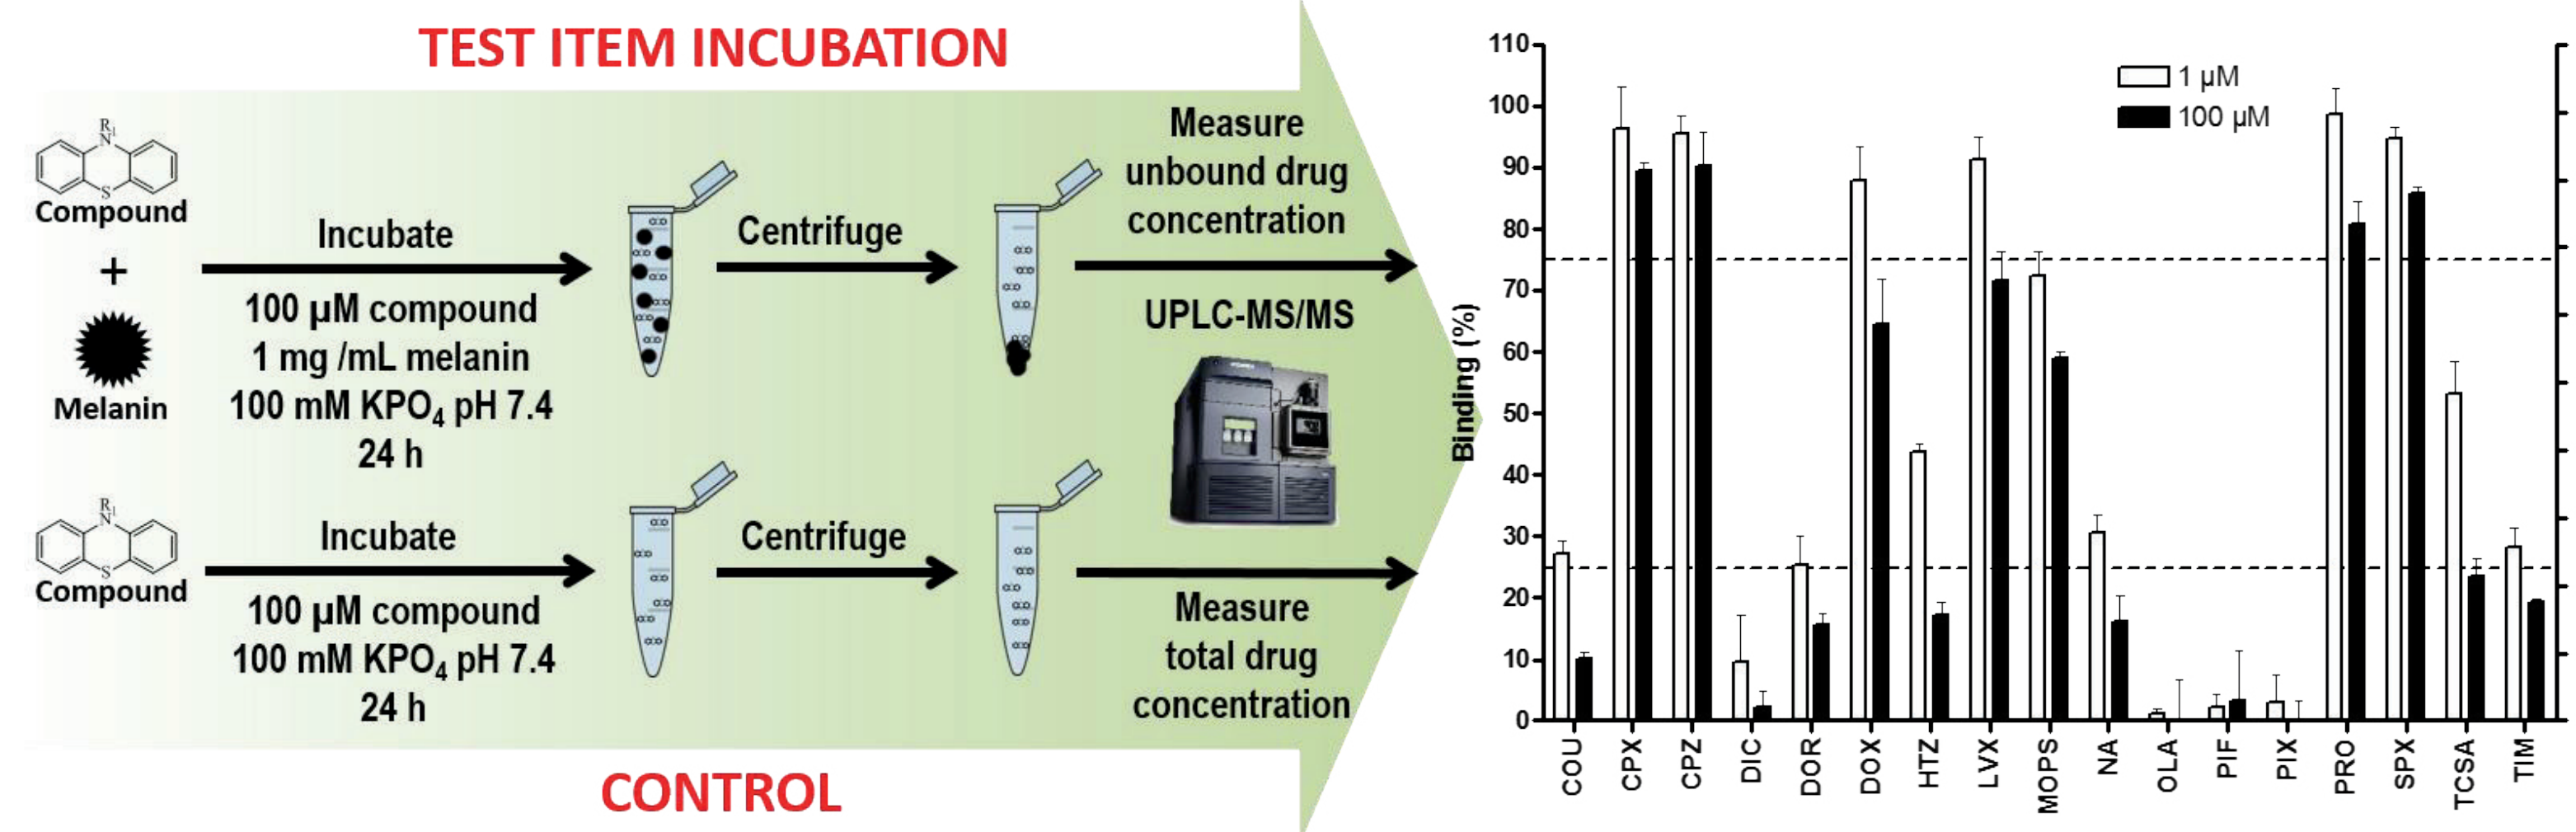 TEST ITEM INCUBATION
R1
N
S
Compound
+
Melanin
Incubate
100 µM compound
1 mg /mL melanin
100 mM KPO4 pH 7.4
24 h
Centrifuge
Measure
unbound drug
concentration
UPLC-MS/MS
R1
N
S
Compound
Incubate
100 µM compound
100 mM KPO4 pH 7.4
24 h
Centrifuge
Measure
total drug
concentration
CONTROL
Binding (%)
110
100
90
80
70
60
50
40
30
20
10
0
1 µM
100 µM
COU
CPX
CPZ
DIC
DOR
DOX
HTZ
LVX
MOPS
NA
OLA
PIF
PIX
PRO
SPX
TCSA
TIM